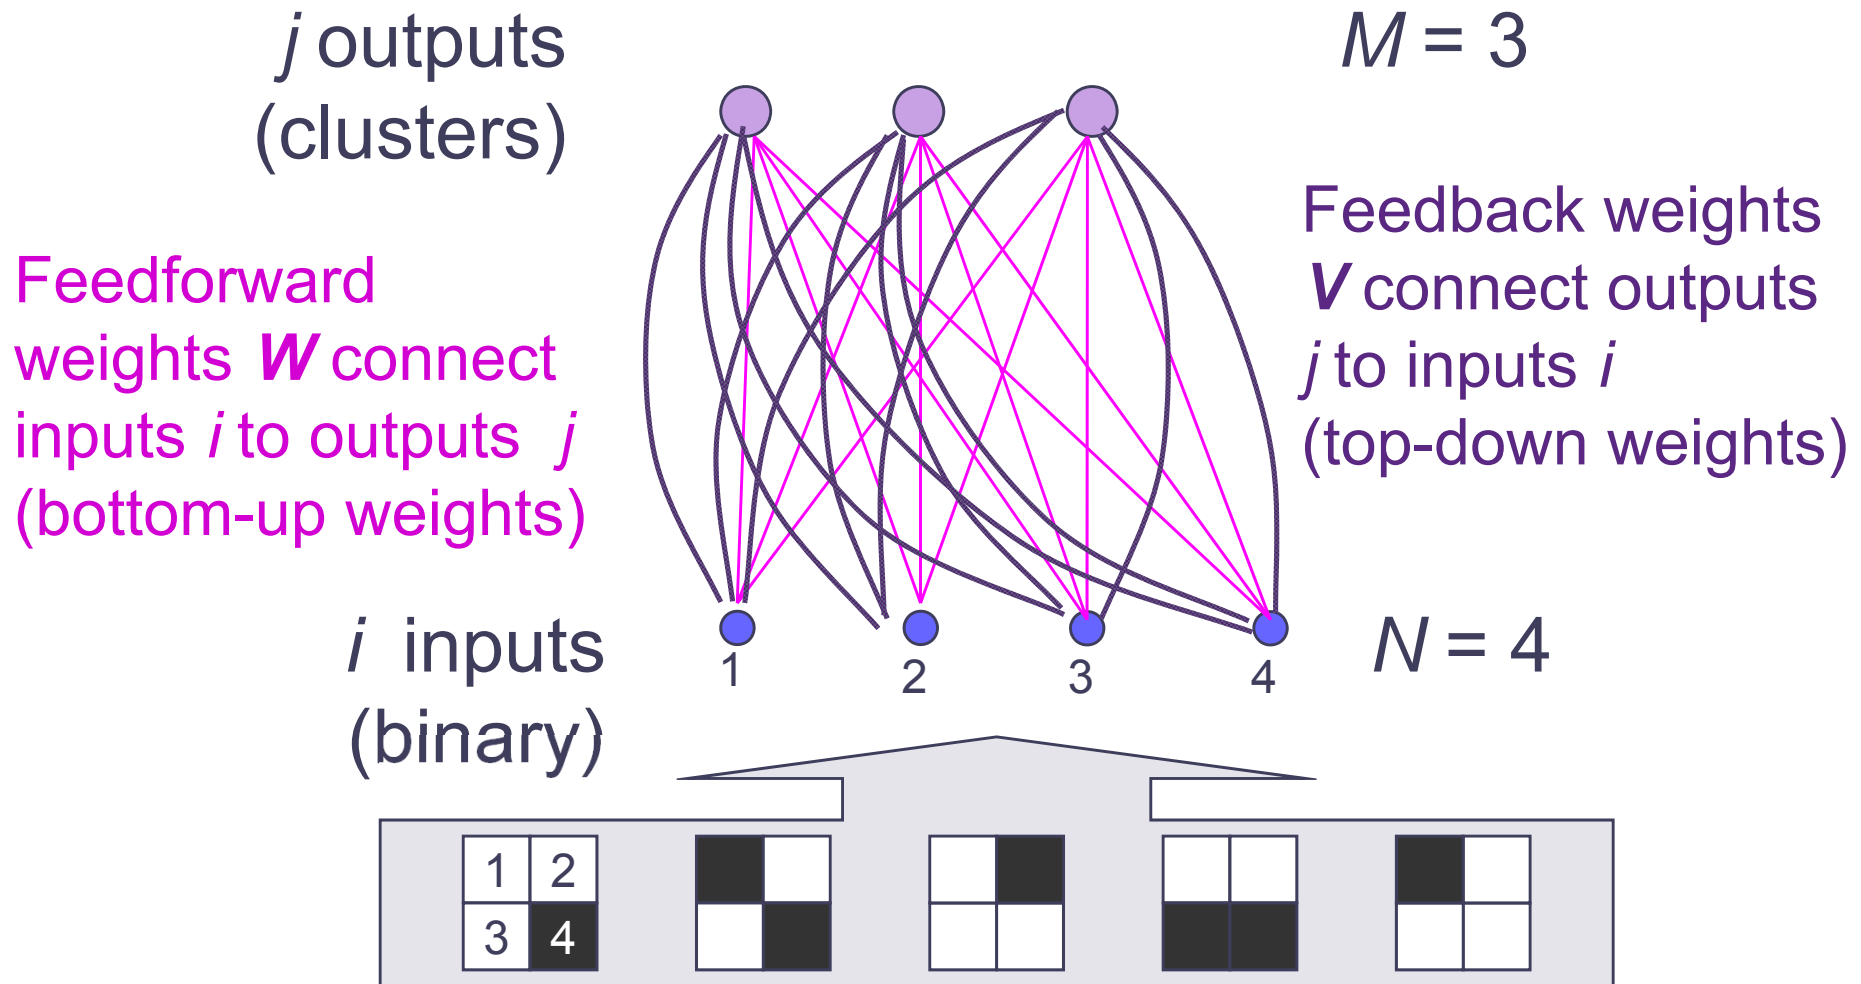 j outputs
(clusters)
M = 3
Feedforward
weights W connect
inputs i to outputs j
(bottom-up weights)
Feedback weights
V connect outputs
j to inputs i
(top-down weights)
i inputs
(binary)
1 2 3 4
N = 4
1 2
3 4